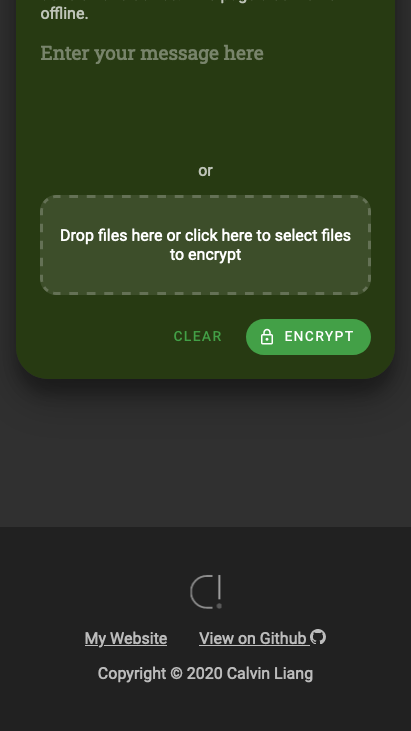 offline.
Enter your message here
or
Drop files here or click here to select files
to encrypt
CLEAR
ENCRYPT
C!
My Website
View on Github
Copyright © 2020 Calvin Liang